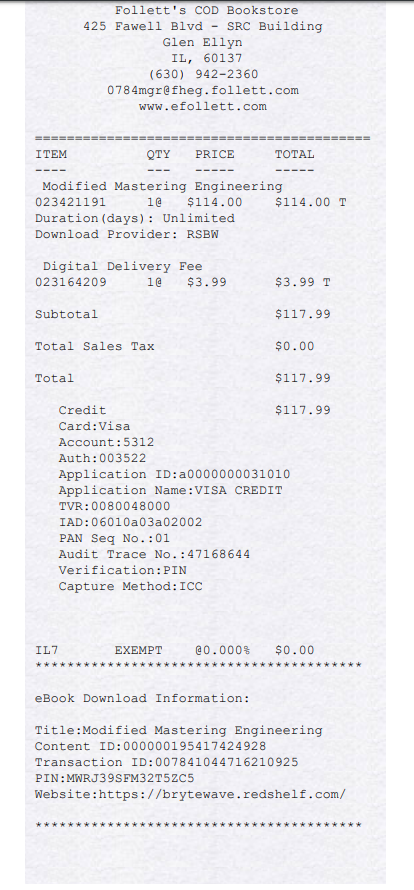 Follett's COD Bookstore
425 Fawell Blvd - SRC Building
Glen Ellyn
IL, 60137
(630) 942-2360
0784mgr@fheg.follett.com
www.efollett.com
==========================================
ITEM QTY PRICE TOTAL
---- --- ----- -----
Modified Mastering Engineering
023421191 1@ $114.00 $114.00 T
Duration(days): Unlimited
Download Provider: RSBW
Digital Delivery Fee
023164209 1@ $3.99 $3.99 T
Subtotal $117.99
Total Sales Tax $0.00
Total $117.99
Credit $117.99
Card:Visa
Account:5312
Auth:003522
Application ID:a0000000031010
Application Name:VISA CREDIT
TVR:0080048000
IAD:06010a03a02002
PAN Seq No.:01
Audit Trace No.:47168644
Verification:PIN
Capture Method:ICC
IL7 EXEMPT @0.000% $0.00
*****************************************
eBook Download Information:
Title:Modified Mastering Engineering
Content ID:000000195417424928
Transaction ID:007841044716210925
PIN:MWRJ39SFM32T5ZC5
Website:https://brytewave.redshelf.com/
*****************************************